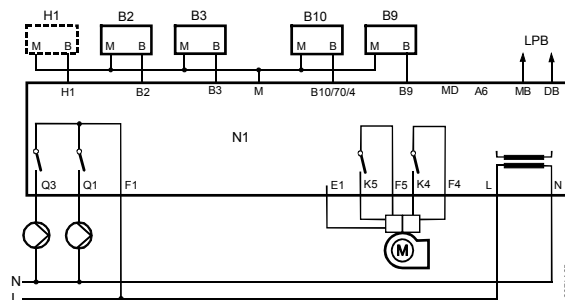 H1 B2 B3 B10 B9
LPB
M B M B M B M B M B
H1 B2 B3 M B10/70/4 B9 MD A6 MB DB
N1
Q3 Q1 F1 E1 K5 F5 K4 F4 L N
M
N
L